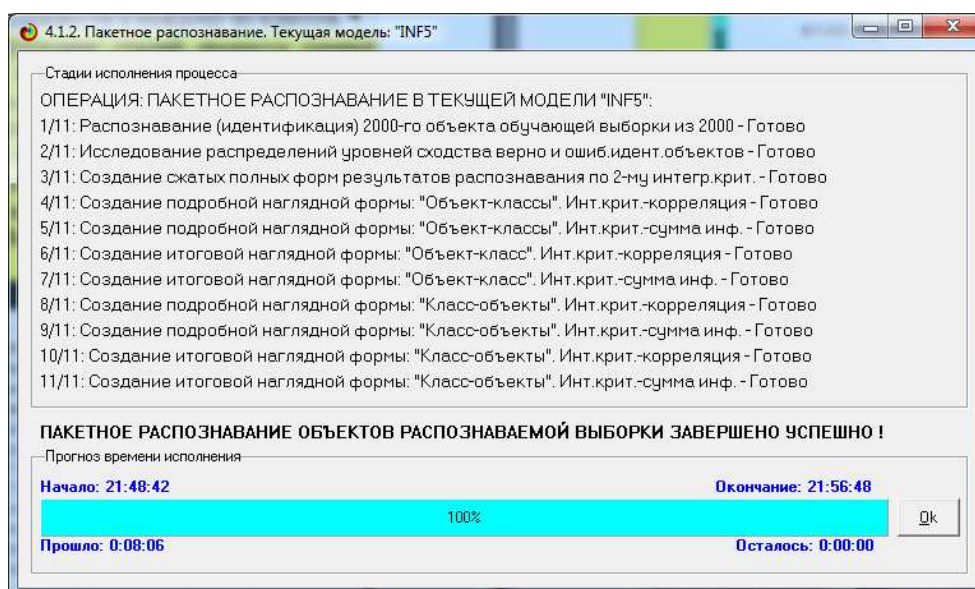 4.1.2. Пакетное распознавание. Текущая модель: "INF5"
Стадии исполнения процесса
ОПЕРАЦИЯ: ПАКЕТНОЕ РАСПОЗНАВАНИЕ В ТЕКУЩЕЙ МОДЕЛИ "INF5":
1/11: Распознавание (идентификация) 2000-го объекта обучающей выборки из 2000 - Готово
2/11: Исследование распределений уровней сходства верно и ошиб.идент.объектов - Готово
3/11: Создание сжатых полных форм результатов распознавания по 2-му интегр.крит. - Готово
4/11: Создание подробной наглядной формы: "Объект-классы". Инт.крит.-корреляция - Готово
5/11: Создание подробной наглядной формы: "Объект-классы". Инт.крит.-сумма инф. - Готово
6/11: Создание итоговой наглядной формы: "Объект-класс". Инт.крит.-корреляция - Готово
7/11: Создание итоговой наглядной формы: "Объект-класс". Инт.крит.-сумма инф. - Готово
8/11: Создание подробной наглядной формы: "Класс-объекты". Инт.крит.-корреляция - Готово
9/11: Создание подробной наглядной формы: "Класс-объекты". Инт.крит.-сумма инф. - Готово
10/11: Создание итоговой наглядной формы: "Класс-объекты". Инт.крит.-корреляция - Готово
11/11: Создание итоговой наглядной формы: "Класс-объекты". Инт.крит.-сумма инф. - Готово
ПАКЕТНОЕ РАСПОЗНАВАНИЕ ОБЪЕКТОВ РАСПОЗНАВАЕМОЙ ВЫБОРКИ ЗАВЕРШЕНО УСПЕШНО !
Прогноз времени исполнения
Начало: 21:48:42 Окончание: 21:56:48
100% Ok
Прошло: 0:08:06 Осталось: 0:00:00